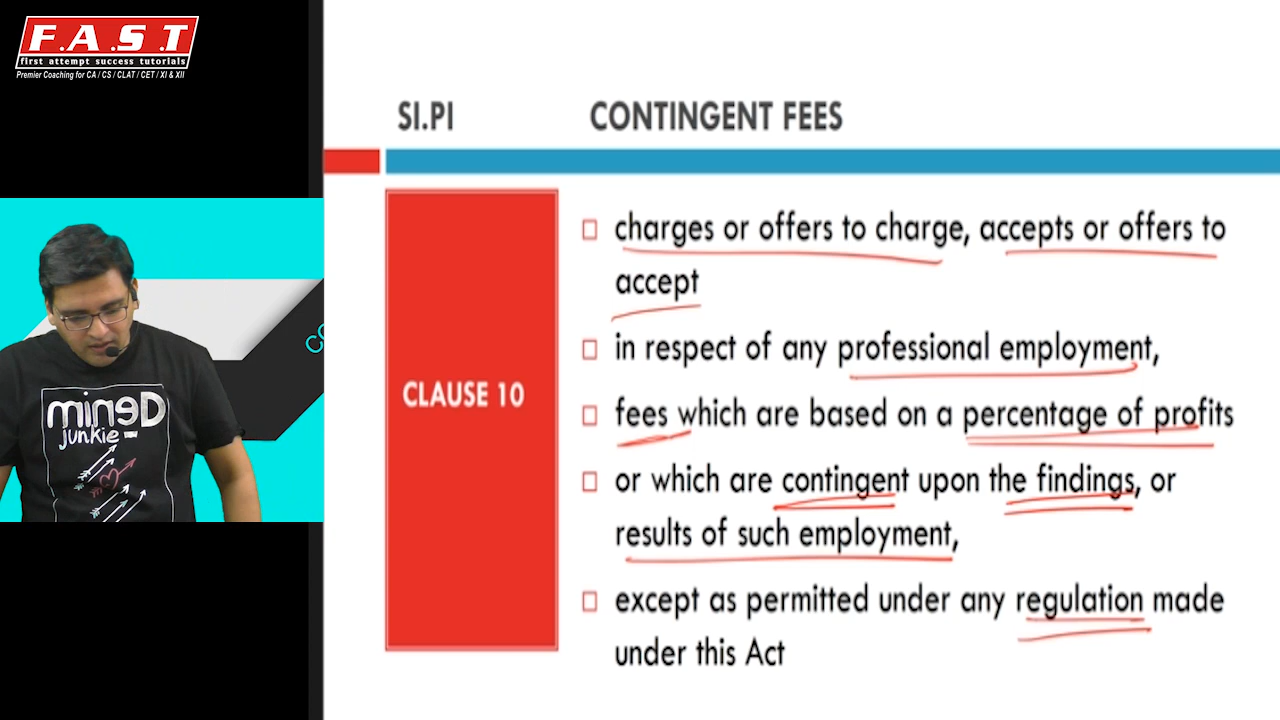 F.A.S.T
first attempt success tutorials
Premier Coaching for CA / CS / CLAT / CET / XI & XII
SI.PI CONTINGENT FEES
CLAUSE 10
charges or offers to charge, accepts or offers to
accept
in respect of any professional employment,
fees which are based on a percentage of profits
or which are contingent upon the findings, or
results of such employment,
except as permitted under any regulation made
under this Act
Denim
junkie